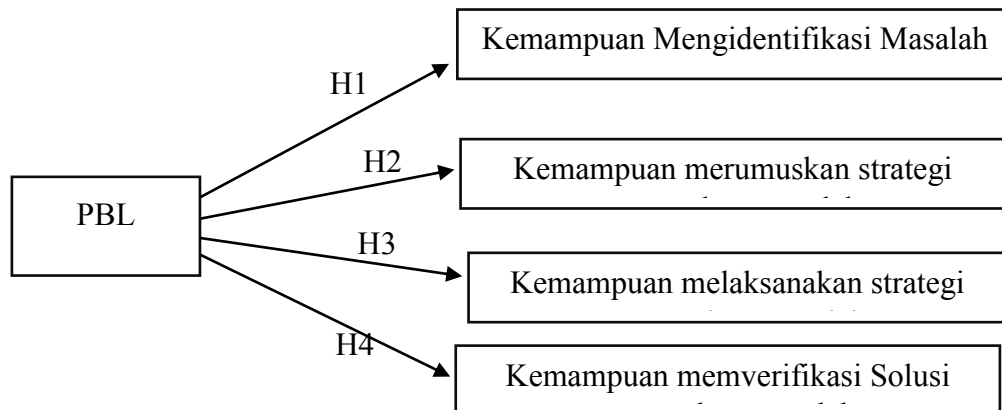 Kemampuan Mengidentifikasi Masalah
H1
H2
Kemampuan merumuskan strategi
PBL
H3
Kemampuan melaksanakan strategi
H4
Kemampuan memverifikasi Solusi